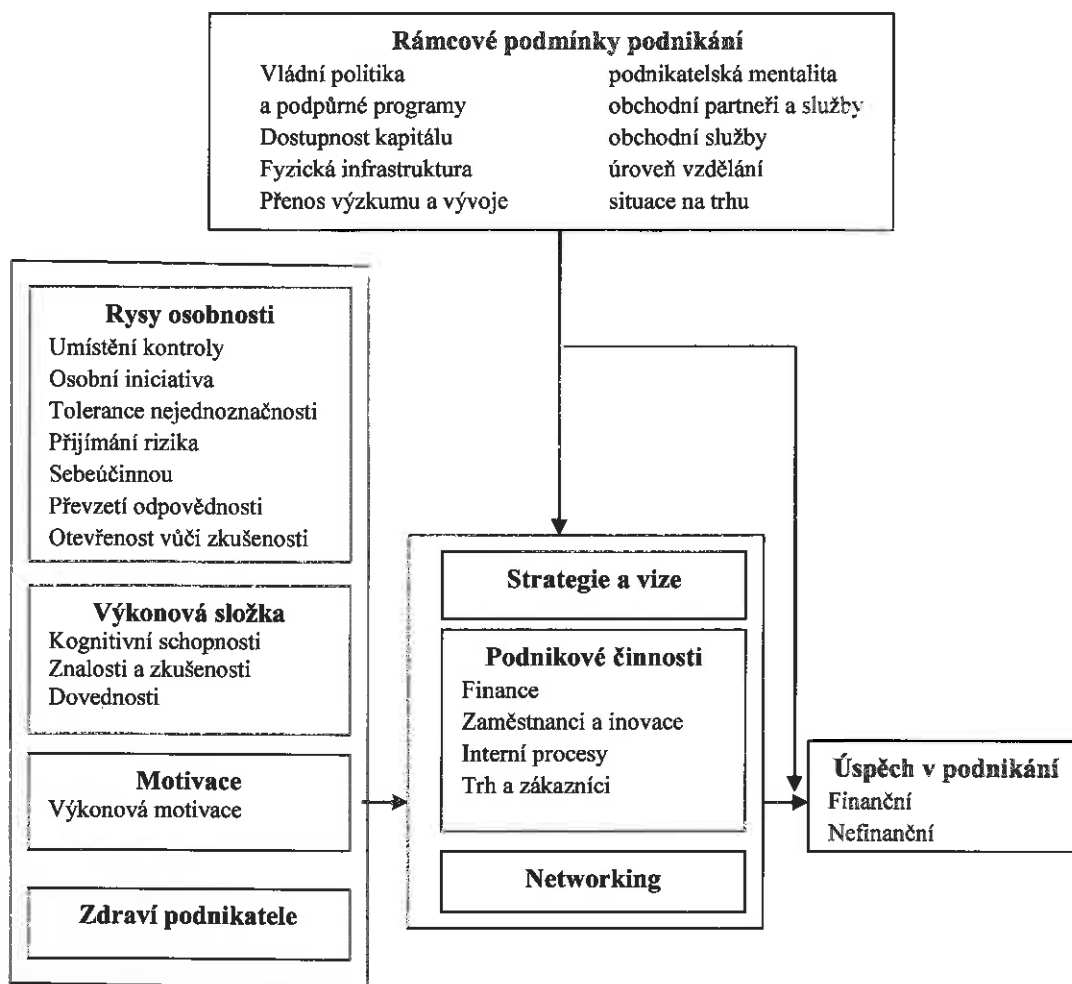 Rámcové podmínky podnikání
Vládní politika
a podpůrné programy
Dostupnost kapitálu
Fyzická infrastruktura
Přenos výzkumu a vývoje
podnikatelská mentalita
obchodní partneři a služby
obchodní služby
úroveň vzdělání
situace na trhu
Rysy osobnosti
Umístění kontroly
Osobní iniciativa
Tolerance nejednoznačnosti
Přijímání rizika
Sebeúčinnou
Převzetí odpovědnosti
Otevřenost vůči zkušenosti
Výkonová složka
Kognitivní schopnosti
Znalosti a zkušenosti
Dovednosti
Motivace
Výkonová motivace
Zdraví podnikatele
Strategie a vize
Podnikové činnosti
Finance
Zaměstnanci a inovace
Interní procesy
Trh a zákazníci
Networking
Úspěch v podnikání
Finanční
Nefinanční